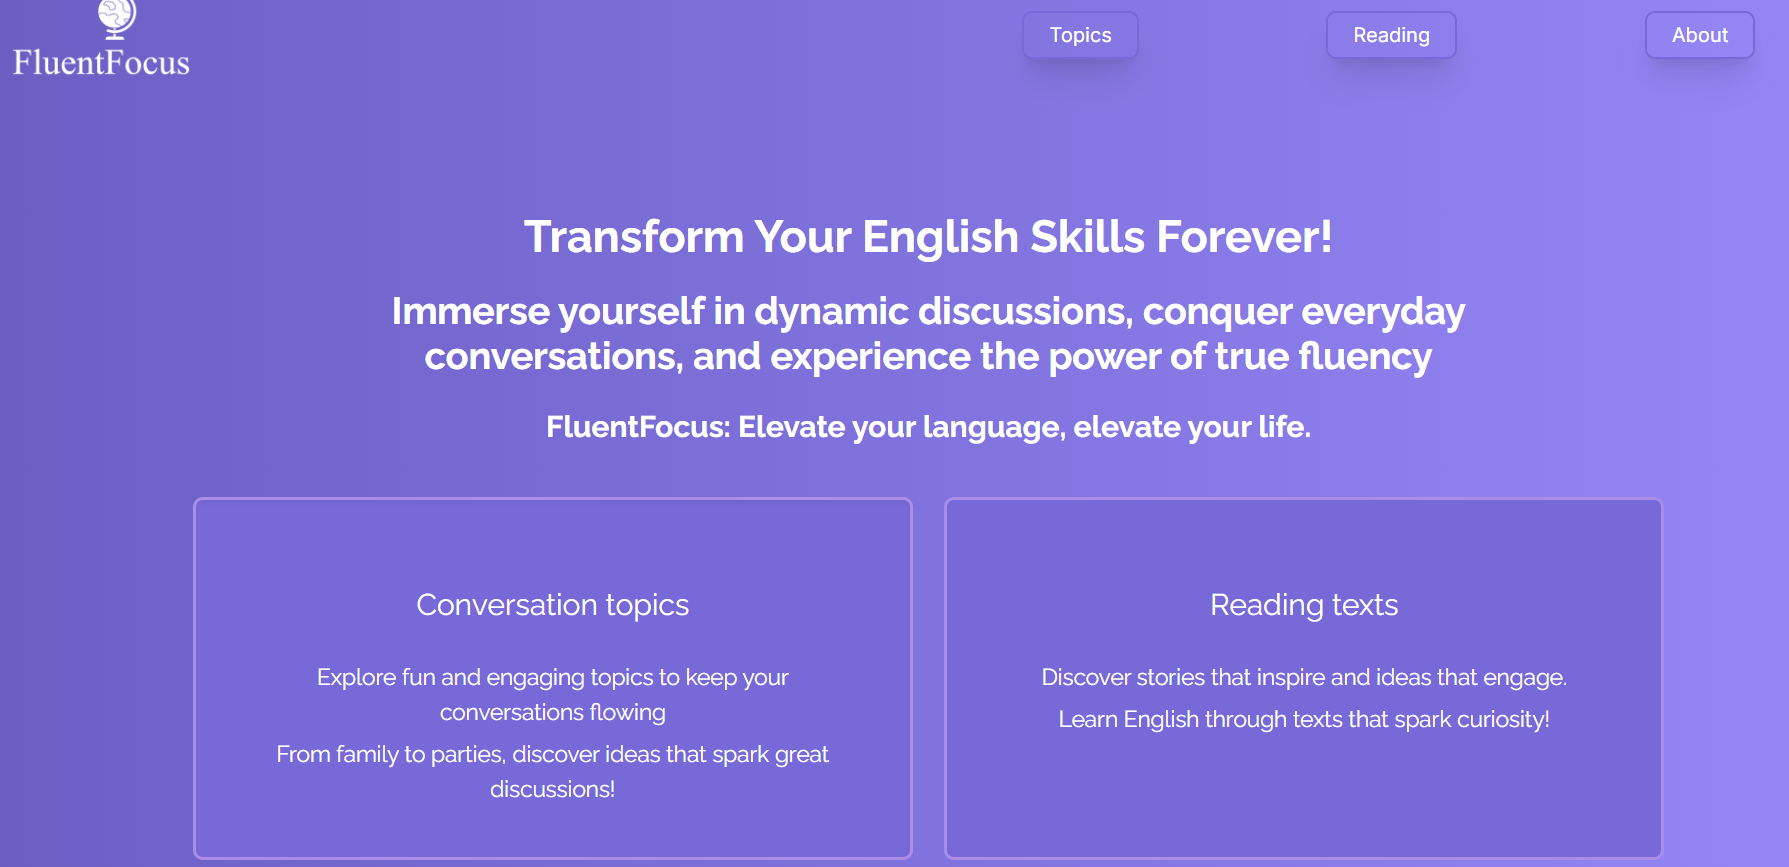 FluentFocus
Topics
Reading
About
Transform Your English Skills Forever!
Immerse yourself in dynamic discussions, conquer everyday
conversations, and experience the power of true fluency
FluentFocus: Elevate your language, elevate your life.
Conversation topics
Explore fun and engaging topics to keep your
conversations flowing
From family to parties, discover ideas that spark great
discussions!
Reading texts
Discover stories that inspire and ideas that engage.
Learn English through texts that spark curiosity!